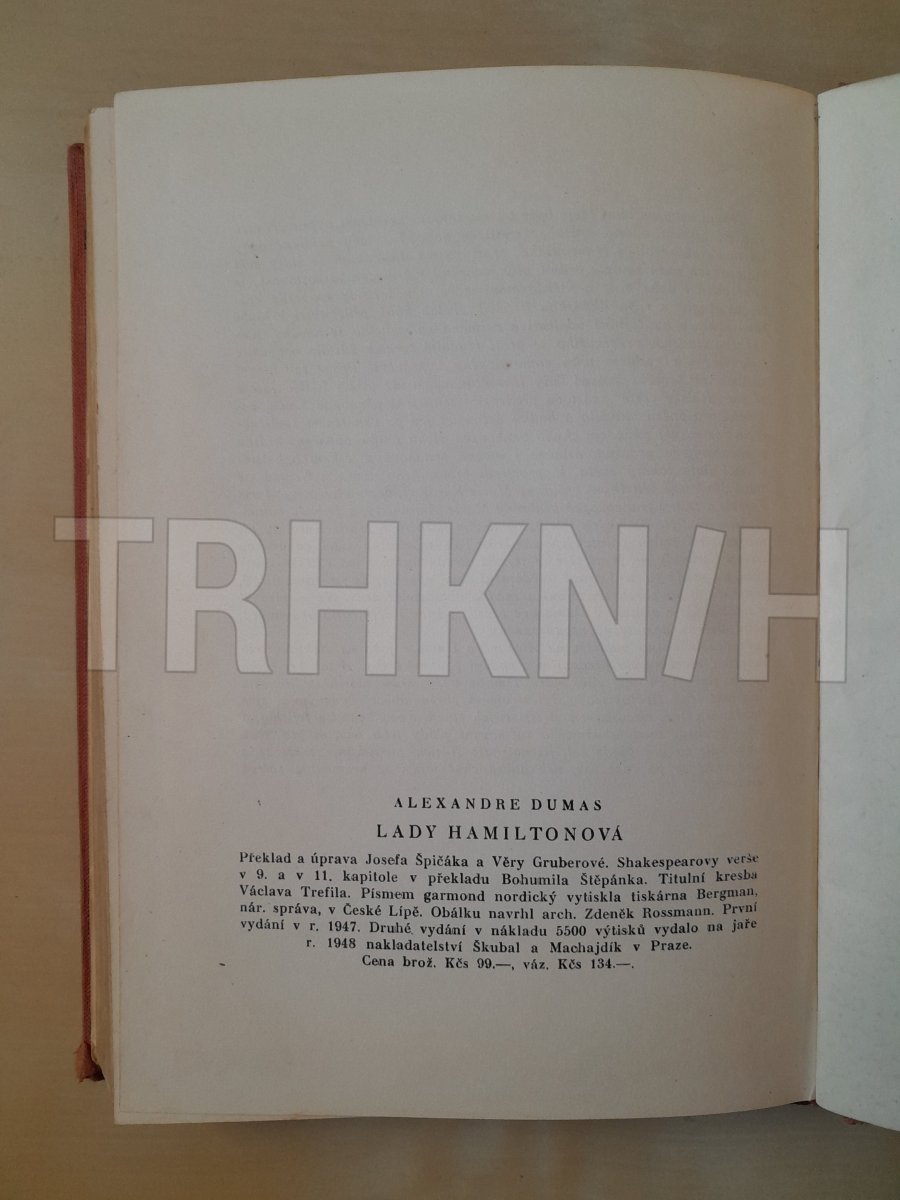 TRHKNIH
ALEXANDRE DUMAS
LADY HAMILTONOVÁ
Překlad a úprava Josefa Špičáka a Věry Gruberové. Shakespearovy verše
v 9. a v 11. kapitole v překladu Bohumila Štěpánka. Titulní kresba
Václava Trefila. Písmem garmond nordický vytiskla tiskárna Bergman,
nár. správa, v České Lípě. Obálku navrhl arch. Zdeněk Rossmann. První
vydání v r. 1947. Druhé vydání v nákladu 5500 výtisků vydalo na jaře
r. 1948 nakladatelství Škubal a Machajdík v Praze.
Cena brož. Kčs 99.—, váz. Kčs 134.—.